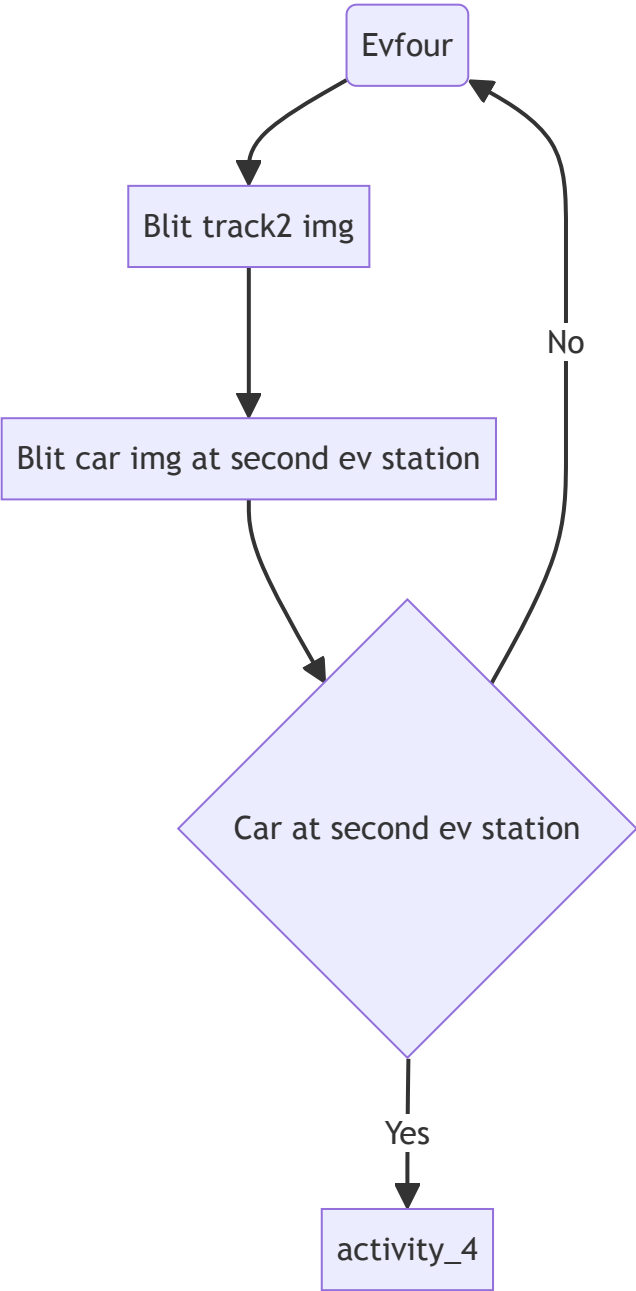 Evfour
Blit track2 img
No
Blit car img at second ev station
Car at second ev station
Yes
activity_4